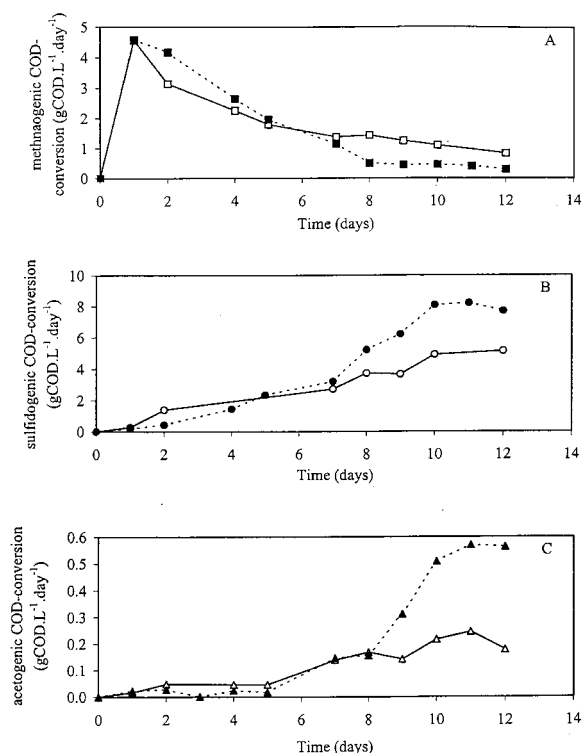 methnaogenic COD-
conversion (gCOD.L⁻¹.day⁻¹)
5
4
3
2
1
0
A
0 2 4 6 8 10 12 14
Time (days)
sulfidogenic COD-conversion
(gCOD.L⁻¹.day⁻¹)
10
8
6
4
2
0
B
0 2 4 6 8 10 12 14
Time (days)
acetogenic COD-conversion
(gCOD.L⁻¹.day⁻¹)
0.6
0.5
0.4
0.3
0.2
0.1
0.0
C
0 2 4 6 8 10 12 14
Time (days)